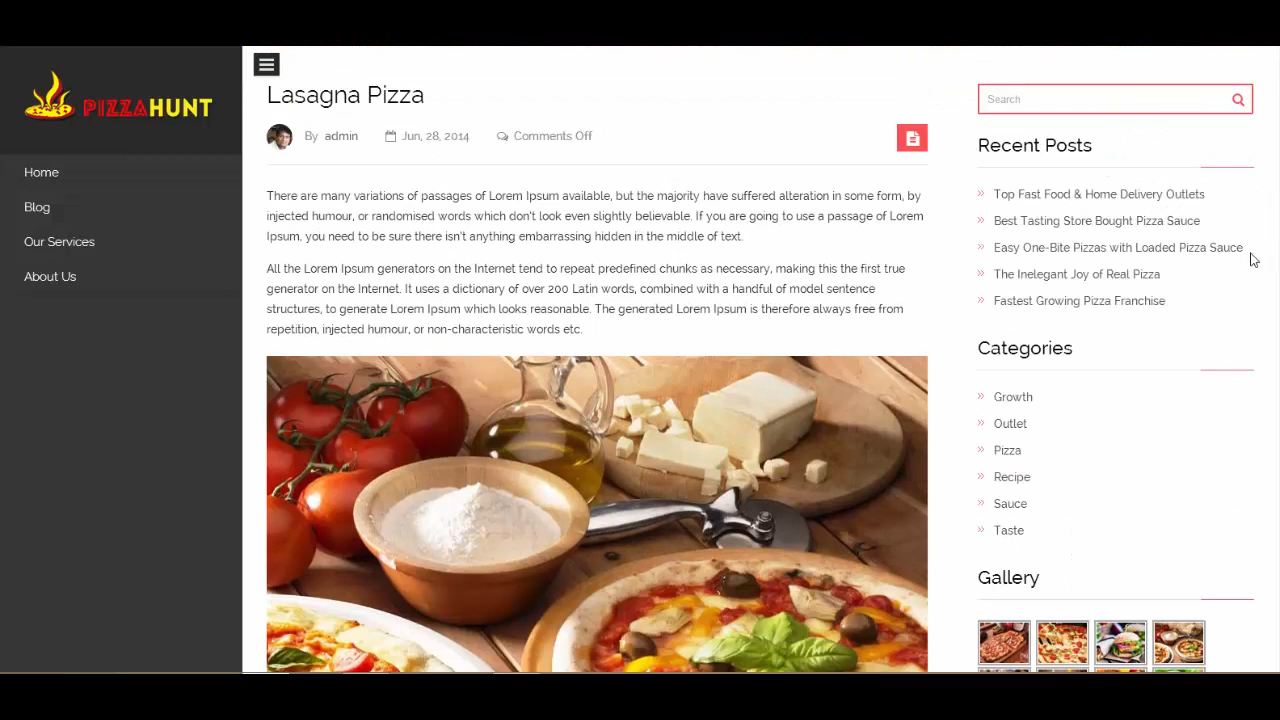 PIZZAHUNT
Home
Blog
Our Services
About Us
Lasagna Pizza
By admin Jun, 28, 2014 Comments Off
There are many variations of passages of Lorem Ipsum available, but the majority have suffered alteration in some form, by
injected humour, or randomised words which don't look even slightly believable. If you are going to use a passage of Lorem
Ipsum, you need to be sure there isn't anything embarrassing hidden in the middle of text.
All the Lorem Ipsum generators on the Internet tend to repeat predefined chunks as necessary, making this the first true
generator on the Internet. It uses a dictionary of over 200 Latin words, combined with a handful of model sentence
structures, to generate Lorem Ipsum which looks reasonable. The generated Lorem Ipsum is therefore always free from
repetition, injected humour, or non-characteristic words etc.
Search
Recent Posts
Top Fast Food & Home Delivery Outlets
Best Tasting Store Bought Pizza Sauce
Easy One-Bite Pizzas with Loaded Pizza Sauce
The Inelegant Joy of Real Pizza
Fastest Growing Pizza Franchise
Categories
Growth
Outlet
Pizza
Recipe
Sauce
Taste
Gallery